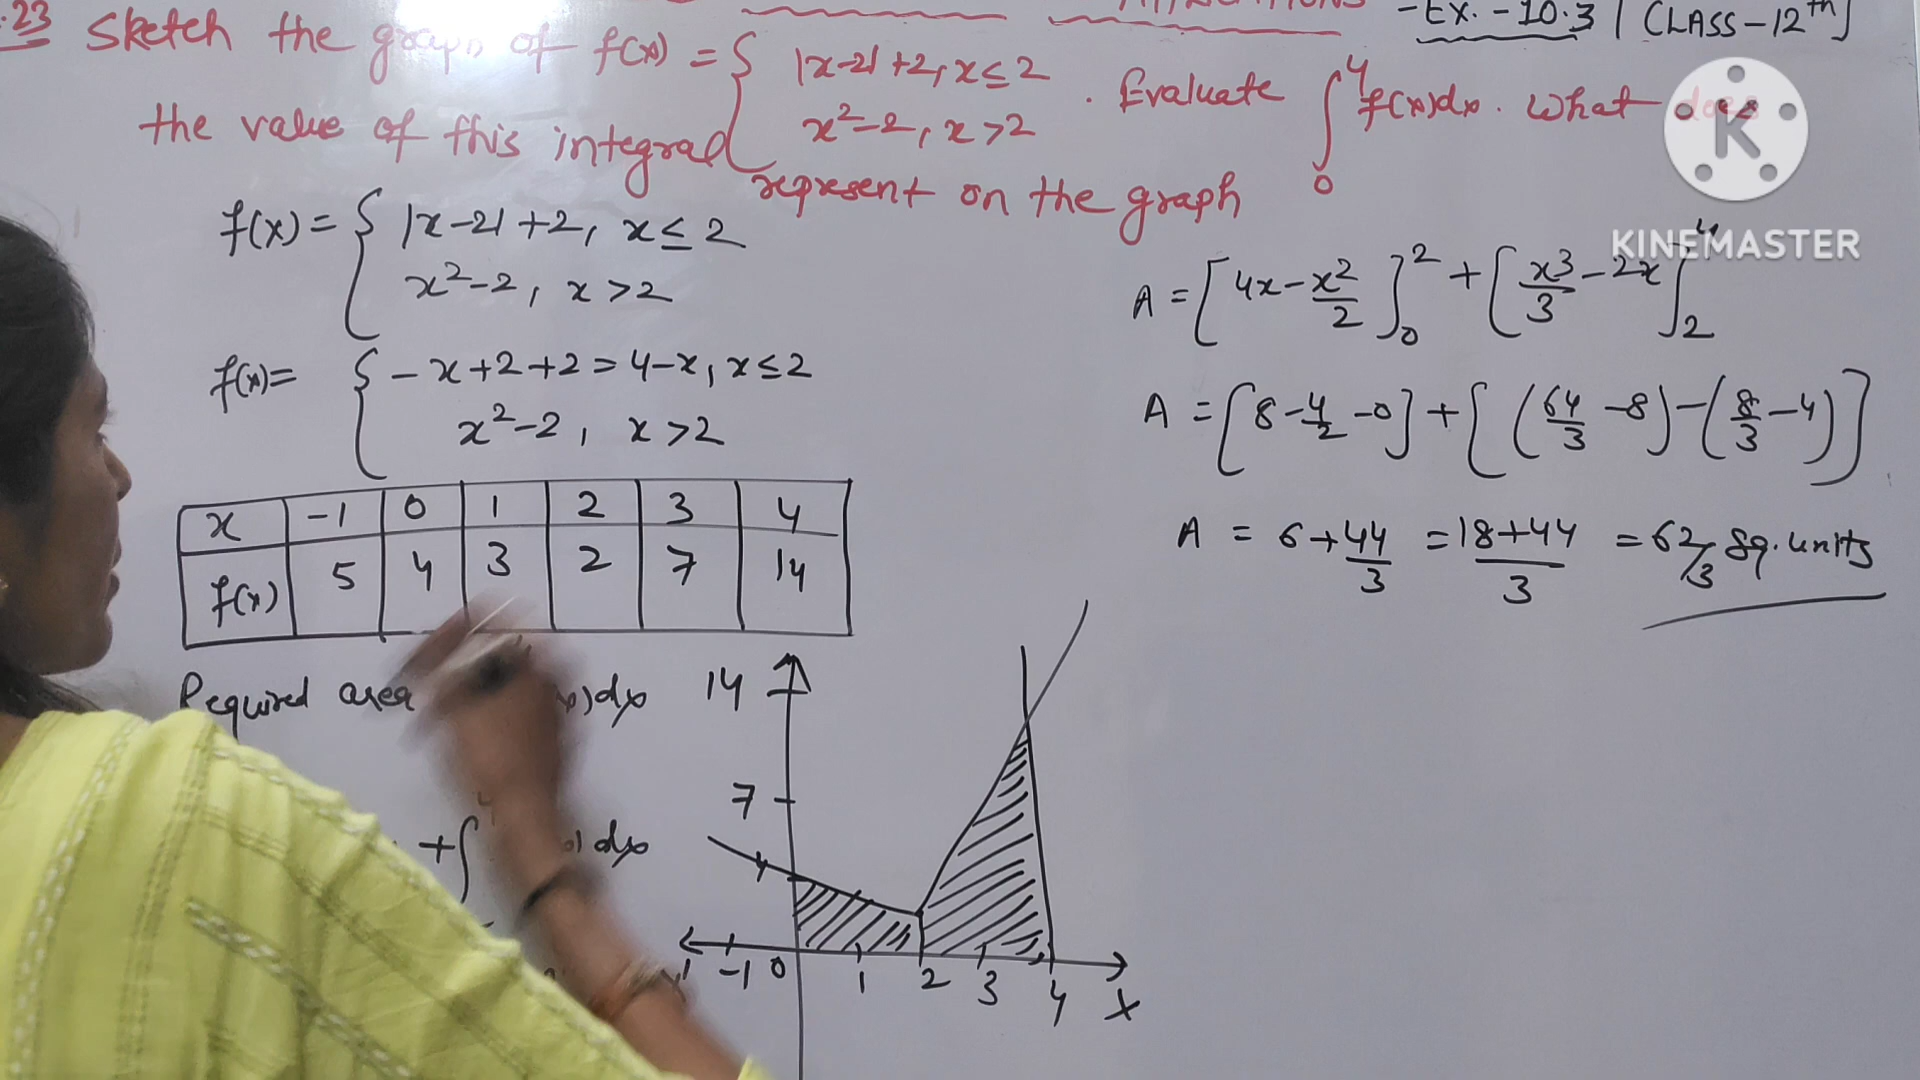 .23 Sketch the graph of f(x) = { |x-2|+2, x≤2
x²-2, x>2 . Evaluate ∫₀⁴ f(x)dx. What does
the value of this integral represent on the graph
-EX.-10.3 | CLASS-12th
K
KINEMASTER
f(x) = { |x-2|+2, x≤2
x²-2, x>2
f(x)= { -x+2+2=4-x, x≤2
x²-2, x>2
x -1 0 1 2 3 4
f(x) 5 4 3 2 7 14
Required area x)dx
+∫⁴ ) dx
A = [4x-x²/2]₀² + [x³/3-2x]₂⁴
A = [8-4/2-0] + [(64/3-8)-(8/3-4)]
A = 6+44/3 = 18+44/3 = 62/3 sq. units
14
7
4
-1 0 1 2 3 4 X